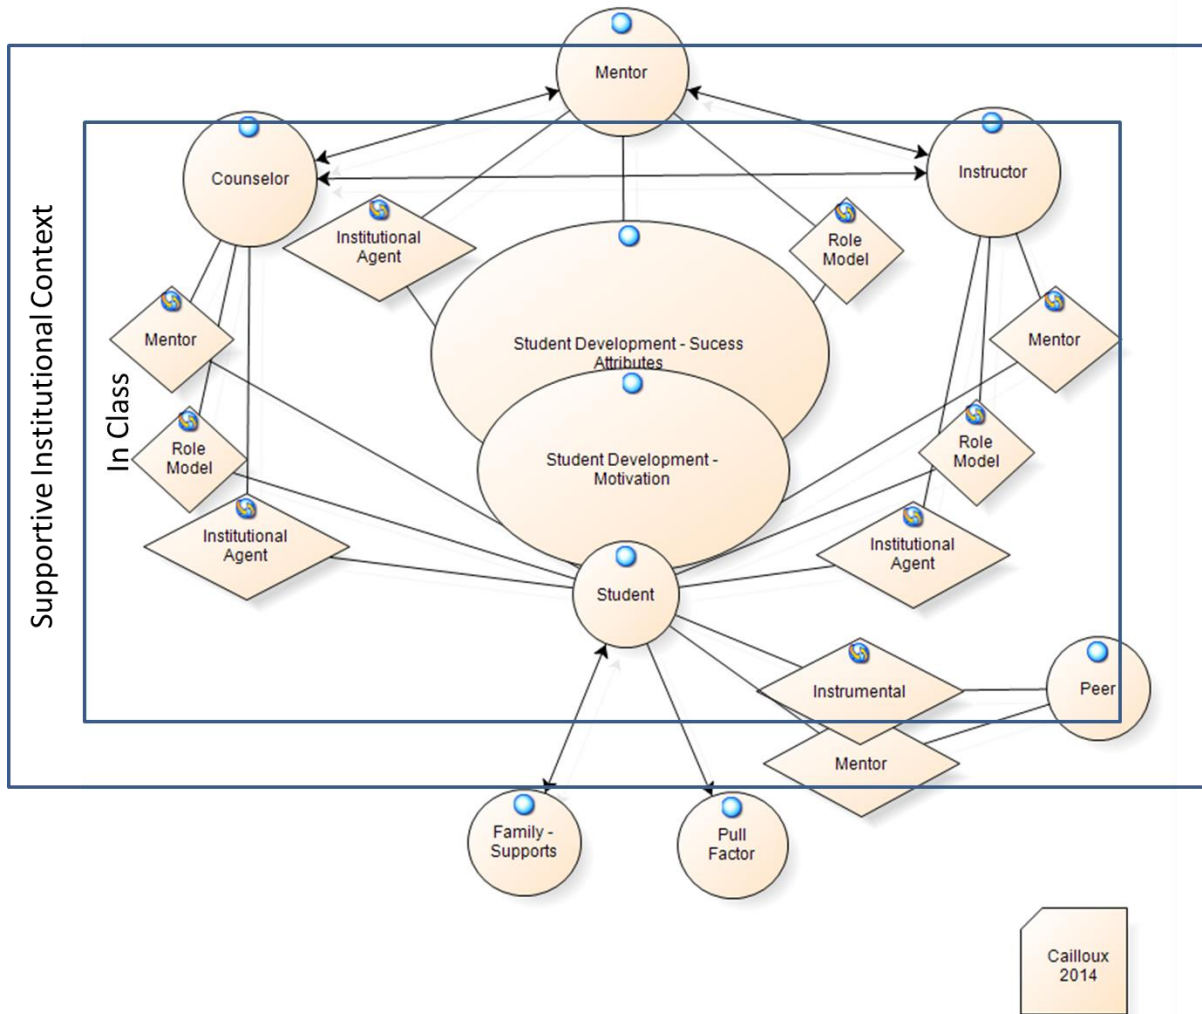 Mentor
Counselor
Instructor
Institutional
Agent
Role
Model
Mentor
Student Development - Sucess
Attributes
Mentor
Supportive Institutional Context
In Class
Role
Model
Student Development -
Motivation
Role
Model
Institutional
Agent
Institutional
Agent
Student
Instrumental
Peer
Mentor
Family -
Supports
Pull
Factor
Cailloux
2014